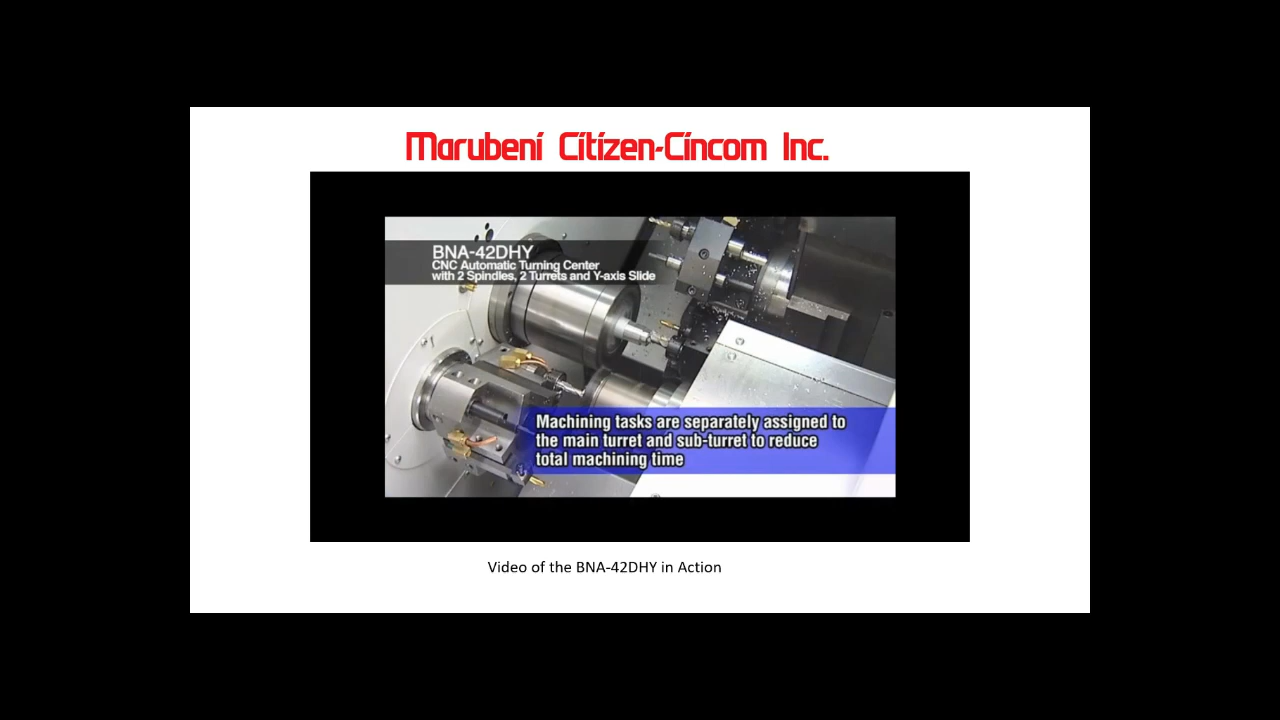 Marubeni Citizen-Cincom Inc.
BNA-42DHY
CNC Automatic Turning Center
with 2 Spindles, 2 Turrets and Y-axis Slide
Machining tasks are separately assigned to
the main turret and sub-turret to reduce
total machining time
Video of the BNA-42DHY in Action